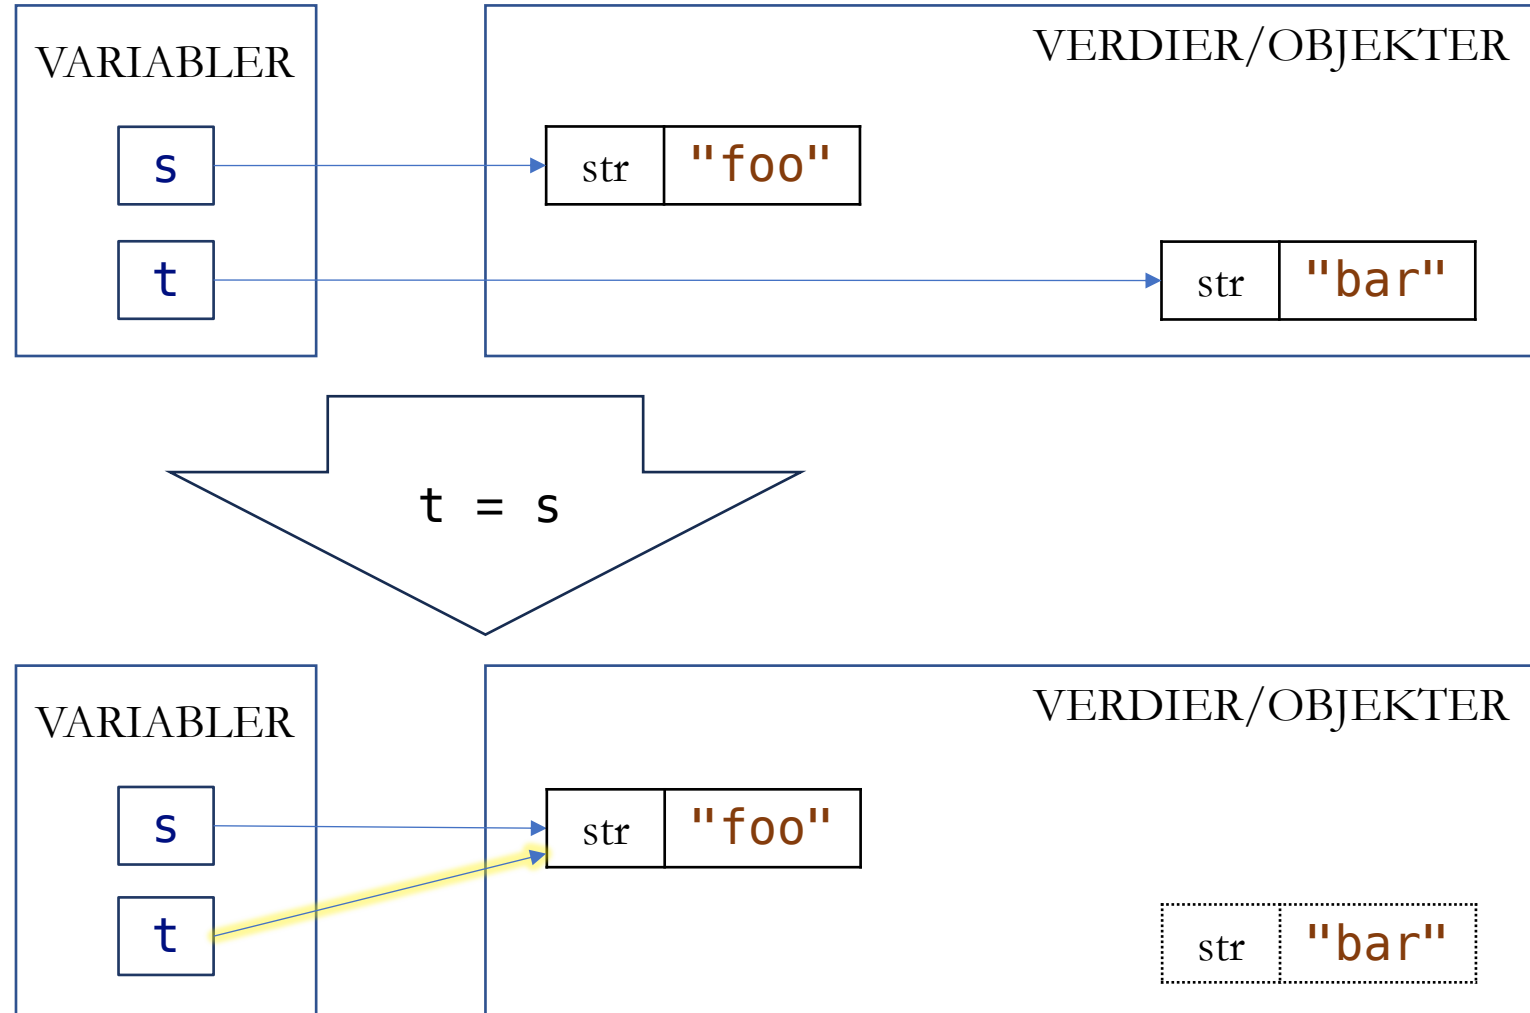 VARIABLER
VERDIER/OBJEKTER
s
str "foo"
t
str "bar"
t = s
VARIABLER
VERDIER/OBJEKTER
s
str "foo"
t
str "bar"